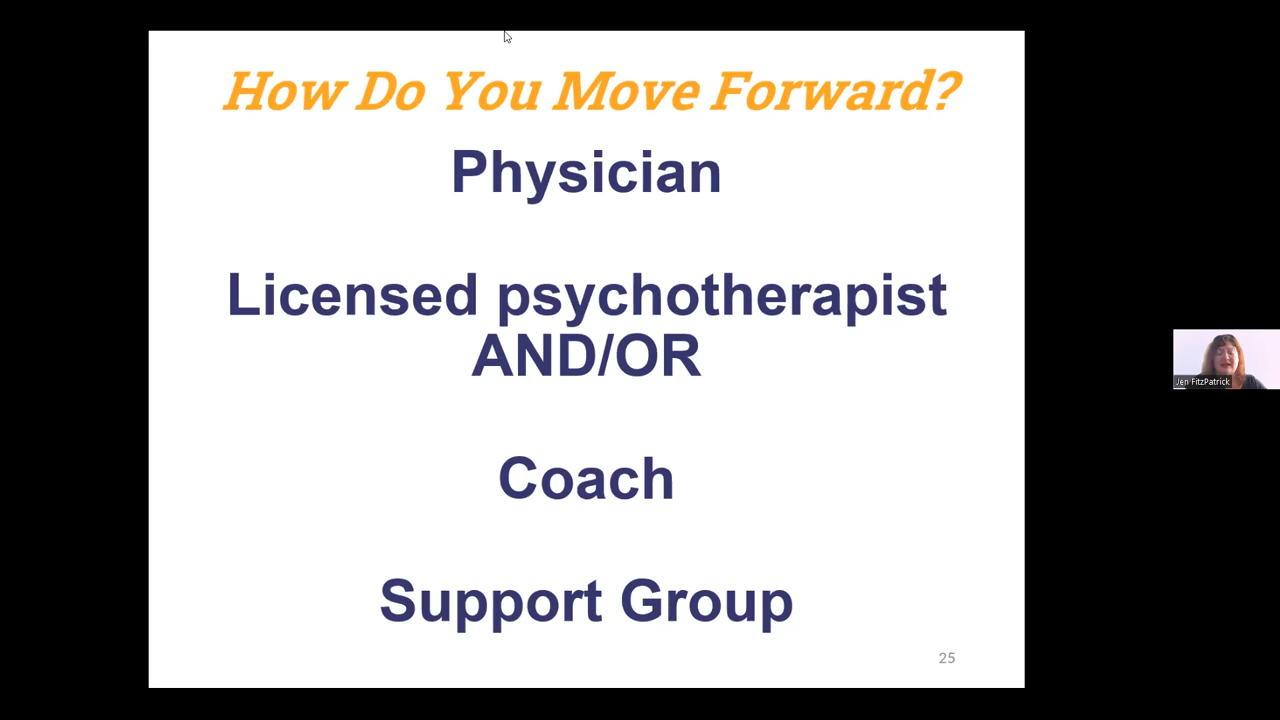 How Do You Move Forward?
Physician
Licensed psychotherapist
AND/OR
Coach
Support Group
25
Jen FitzPatrick